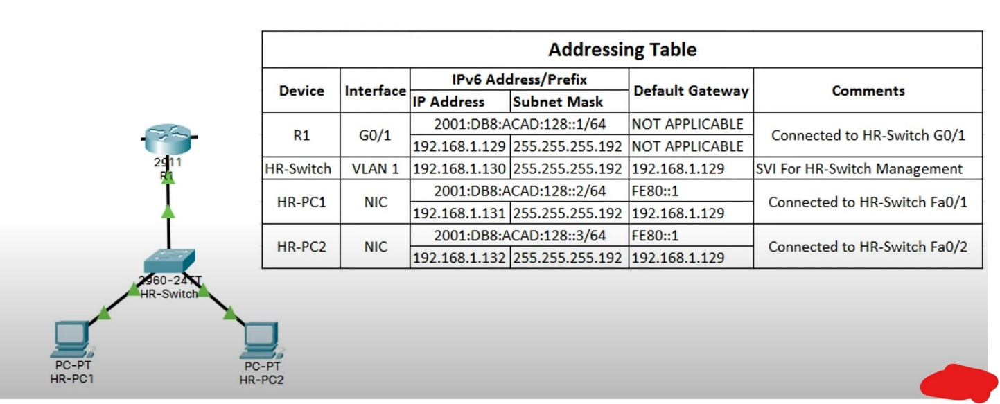 Addressing Table
Device Interface IPv6 Address/Prefix Default Gateway Comments
IP Address Subnet Mask
R1 G0/1 2001:DB8:ACAD:128::1/64 NOT APPLICABLE Connected to HR-Switch G0/1
192.168.1.129 255.255.255.192 NOT APPLICABLE
HR-Switch VLAN 1 192.168.1.130 255.255.255.192 192.168.1.129 SVI For HR-Switch Management
HR-PC1 NIC 2001:DB8:ACAD:128::2/64 FE80::1 Connected to HR-Switch Fa0/1
192.168.1.131 255.255.255.192 192.168.1.129
HR-PC2 NIC 2001:DB8:ACAD:128::3/64 FE80::1 Connected to HR-Switch Fa0/2
192.168.1.132 255.255.255.192 192.168.1.129
2911
R1
2960-24TT
HR-Switch
PC-PT
HR-PC1
PC-PT
HR-PC2